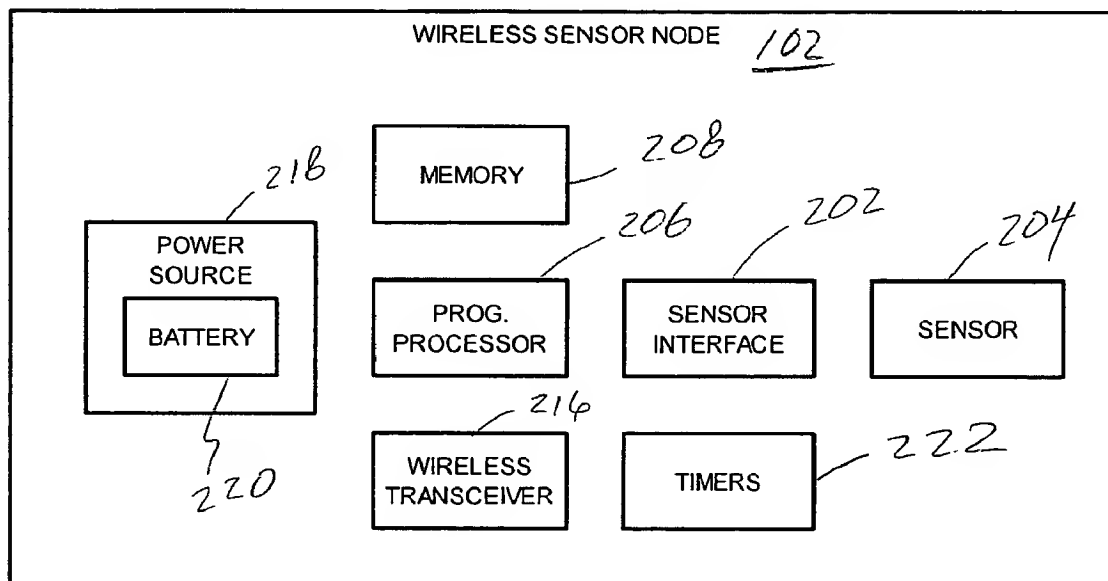 WIRELESS SENSOR NODE 102
208
MEMORY
218
POWER
SOURCE
BATTERY
220
206
PROG.
PROCESSOR
202
SENSOR
INTERFACE
204
SENSOR
216
WIRELESS
TRANSCEIVER
222
TIMERS